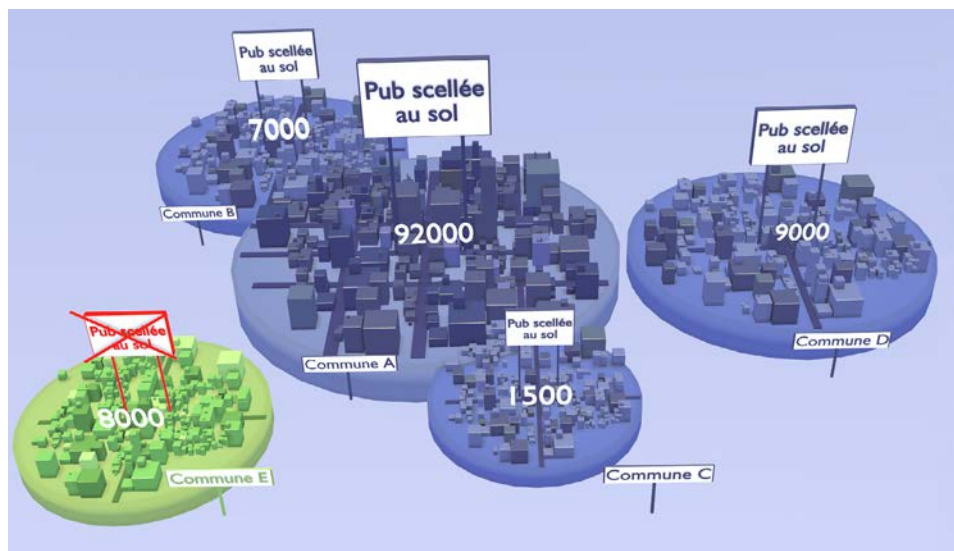 Pub scellée
au sol
7000
Commune B
Pub scellée
au sol
92000
Commune A
Pub scellée
au sol
9000
Commune D
Pub scellée
au sol
1500
Commune C
Pub scellée
au sol
8000
Commune E